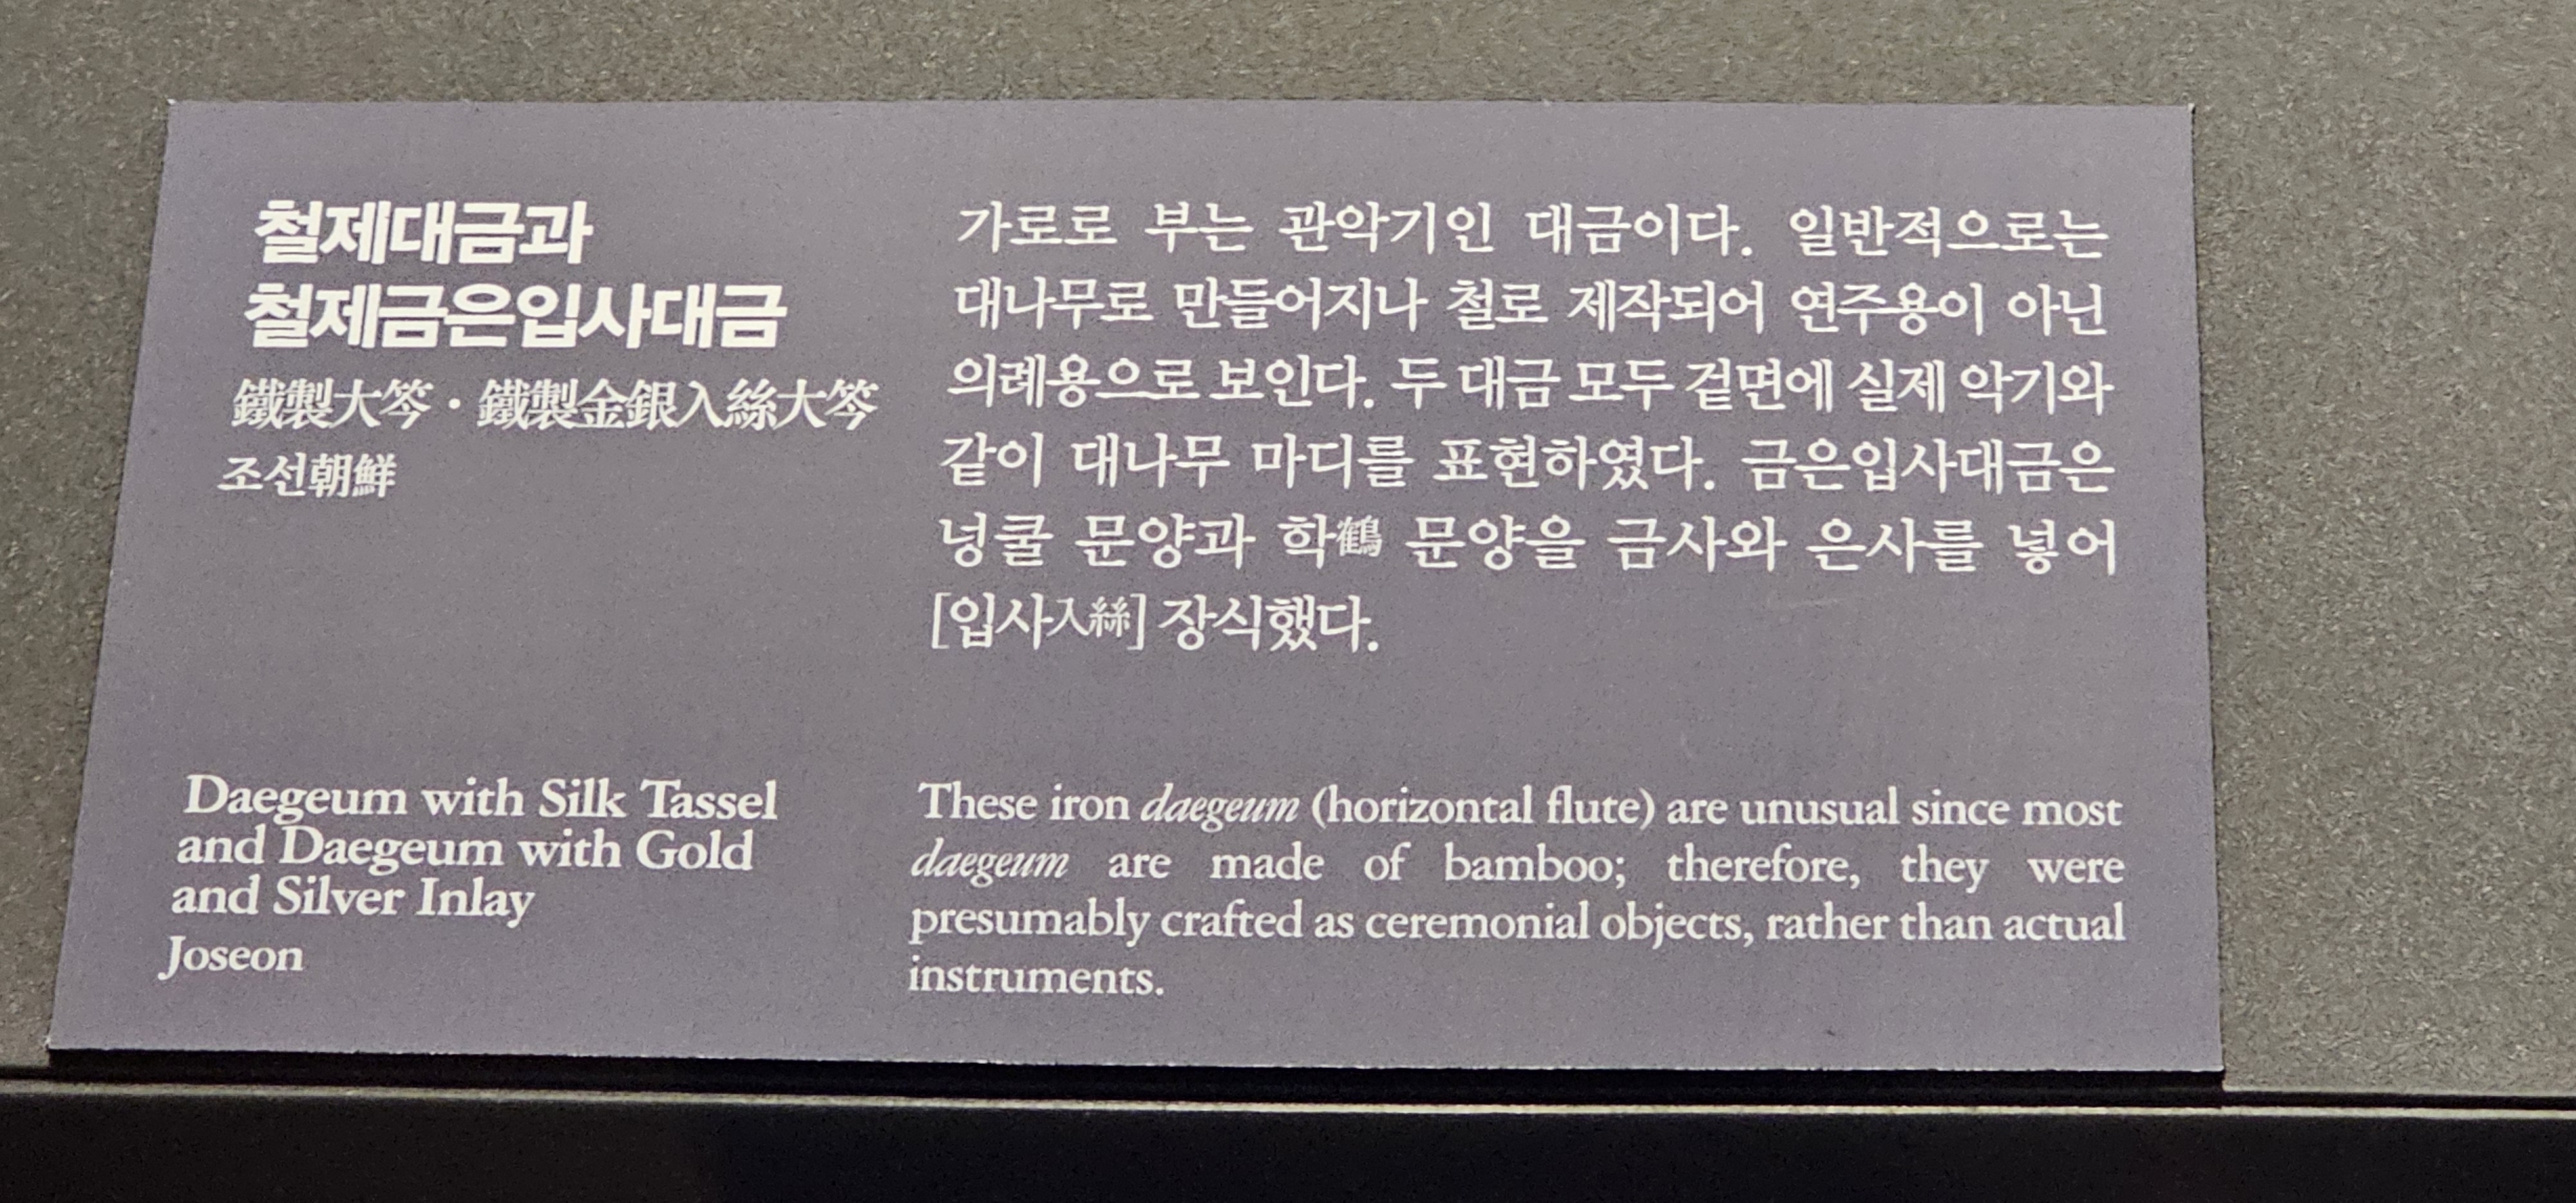 철제대금과
철제금은입사대금
鐵製大笒・鐵製金銀入絲大笒
조선朝鮮
가로로 부는 관악기인 대금이다. 일반적으로는
대나무로 만들어지나 철로 제작되어 연주용이 아닌
의례용으로 보인다. 두 대금 모두 겉면에 실제 악기와
같이 대나무 마디를 표현하였다. 금은입사대금은
넝쿨 문양과 학鶴 문양을 금사와 은사를 넣어
[입사入絲] 장식했다.
Daegeum with Silk Tassel
and Daegeum with Gold
and Silver Inlay
Joseon
These iron daegeum (horizontal flute) are unusual since most
daegeum are made of bamboo; therefore, they were
presumably crafted as ceremonial objects, rather than actual
instruments.